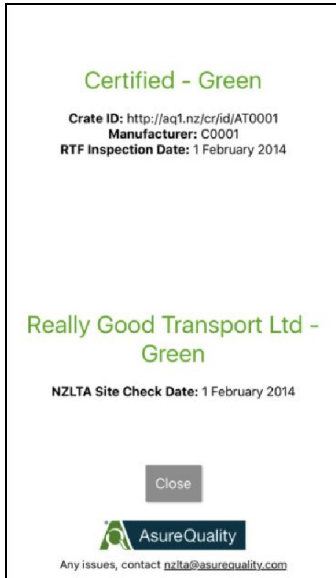 Certified - Green
Crate ID: http://aq1.nz/cr/id/AT0001
Manufacturer: C0001
RTF Inspection Date: 1 February 2014
Really Good Transport Ltd -
Green
NZLTA Site Check Date: 1 February 2014
Close
AsureQuality
Any issues, contact nzlta@asurequality.com